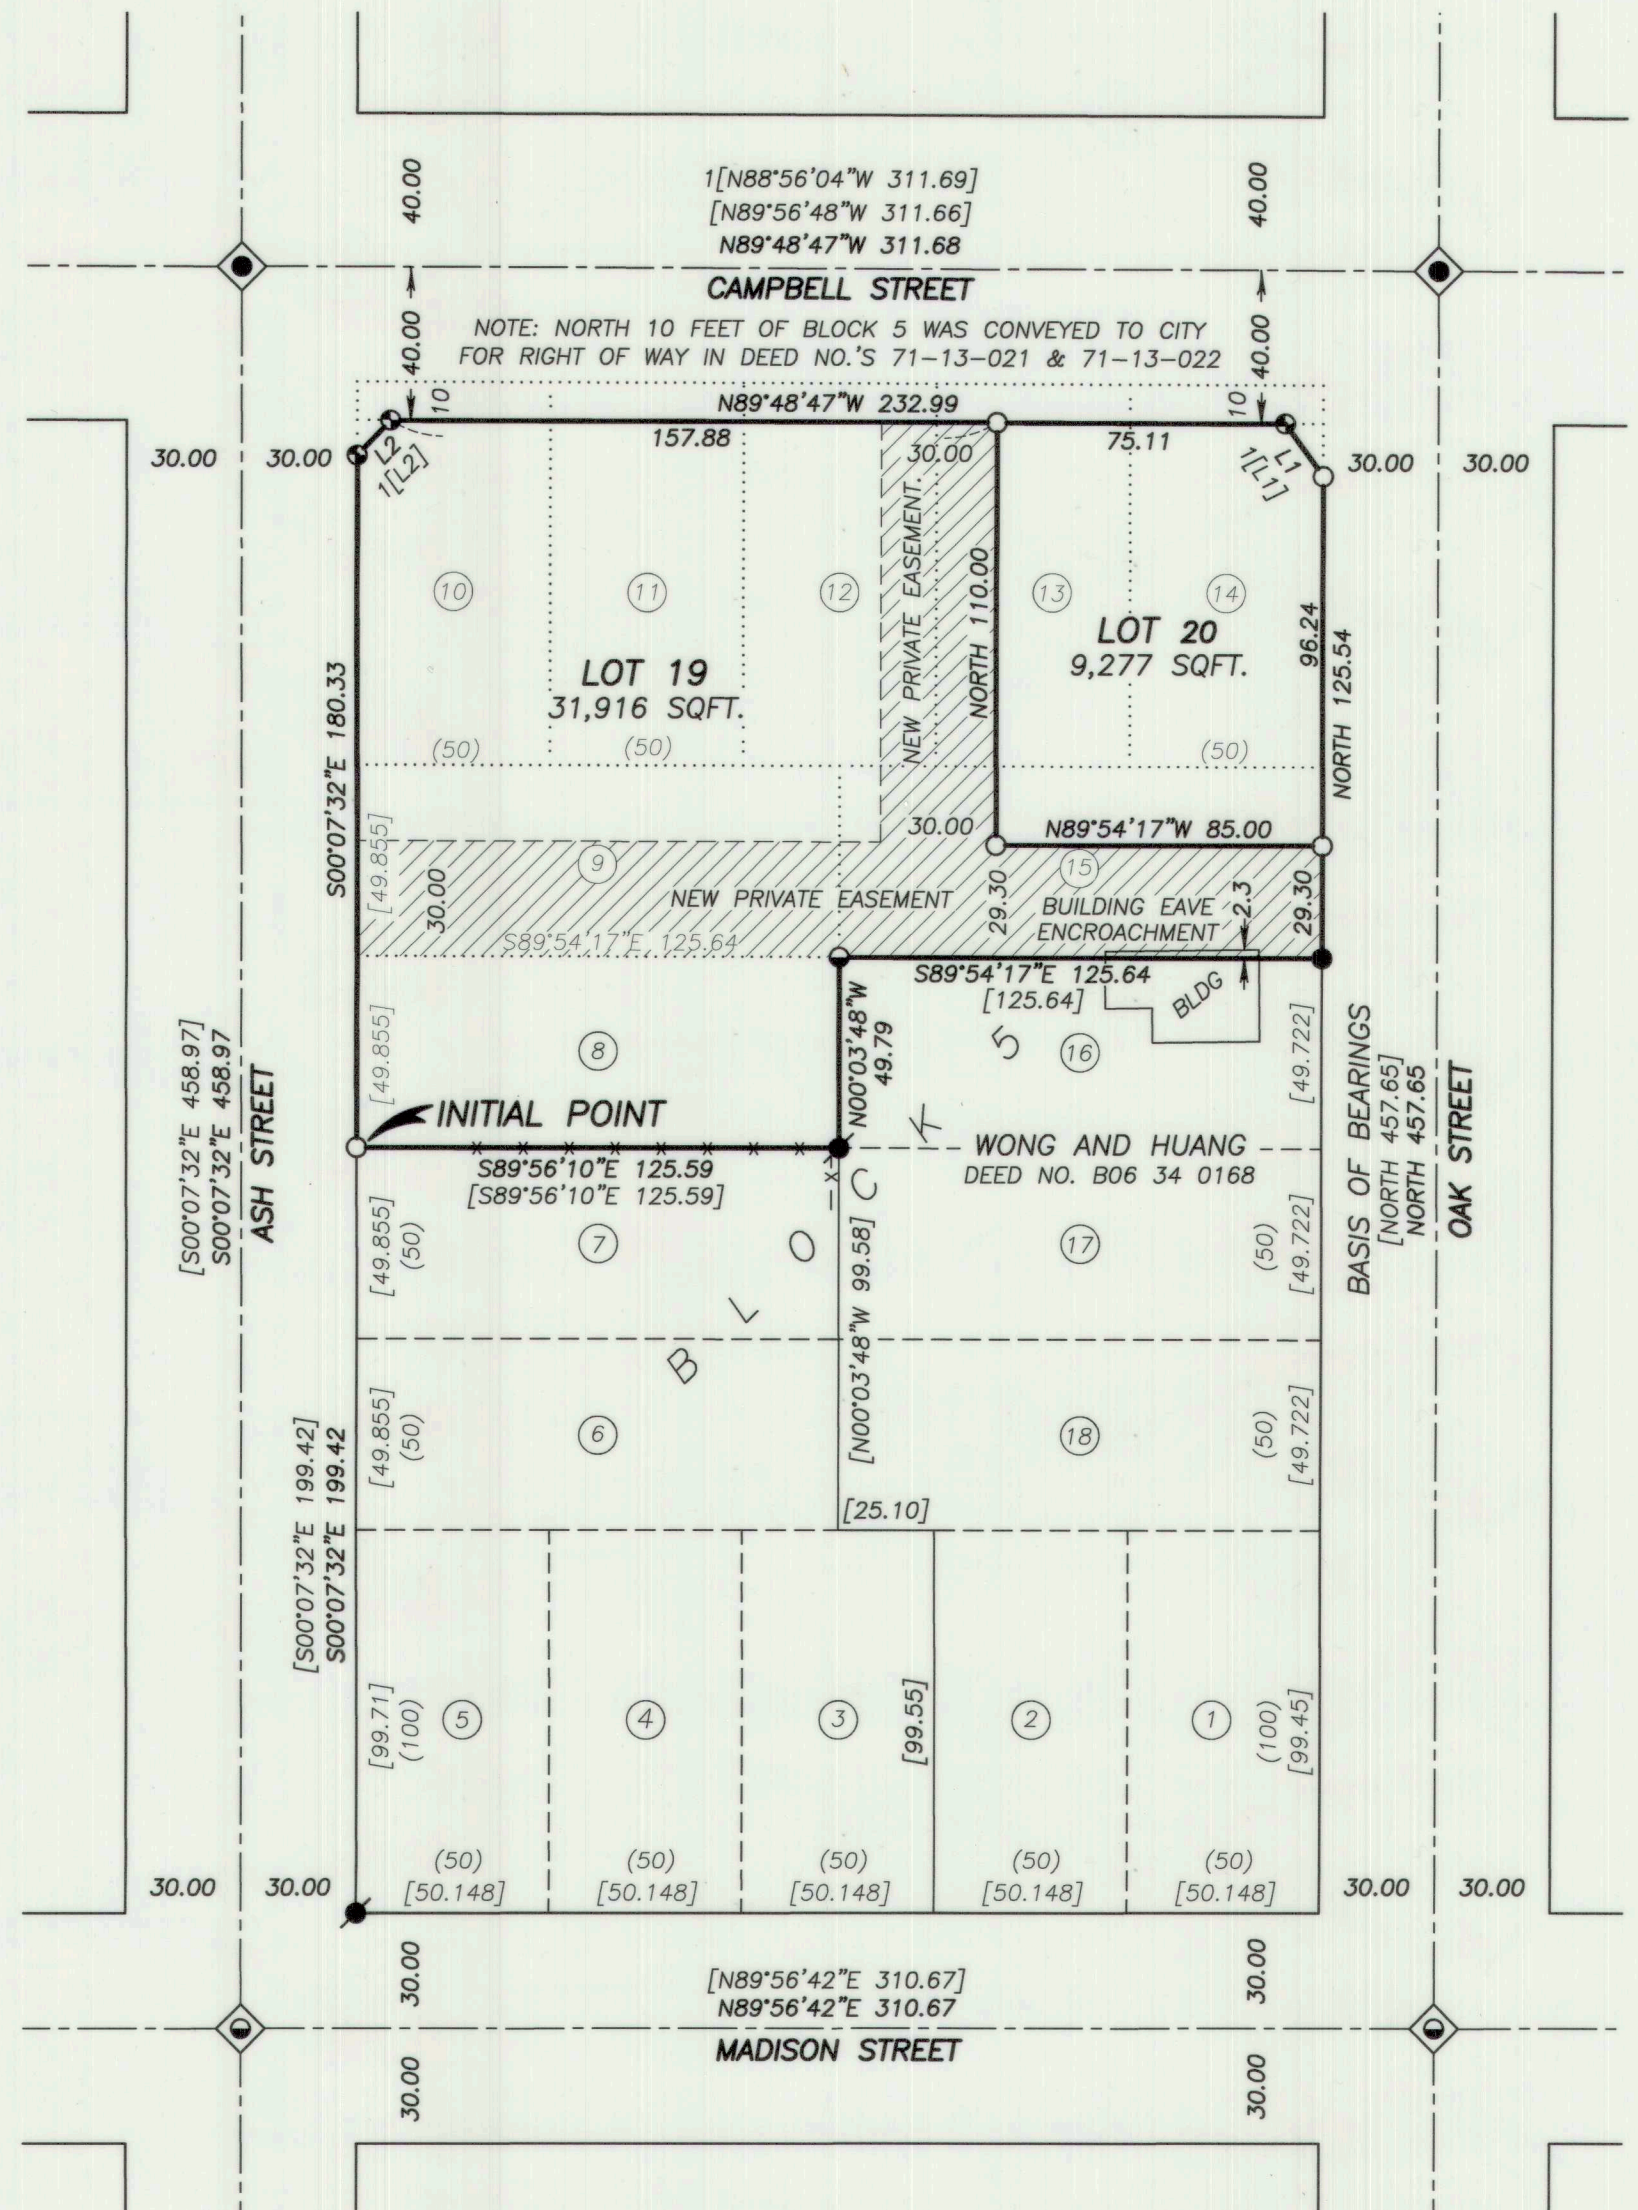 40.00
1[N88°56'04"W 311.69]
[N89°56'48"W 311.66]
N89°48'47"W 311.68
40.00
CAMPBELL STREET
40.00
NOTE: NORTH 10 FEET OF BLOCK 5 WAS CONVEYED TO CITY
FOR RIGHT OF WAY IN DEED NO.'S 71-13-021 & 71-13-022
40.00
10
N89°48'47"W 232.99
10
157.88
75.11
30.00
30.00
L2
1[L2]
30.00
L1
1[L1]
30.00
30.00
10
11
12
NEW PRIVATE EASEMENT
NORTH 110.00
13
14
LOT 20
9,277 SQFT.
96.24
NORTH 125.54
LOT 19
31,916 SQFT.
S00°07'32"E 180.33
(50)
(50)
(50)
[49.855]
30.00
N89°54'17"W 85.00
9
15
30.00
NEW PRIVATE EASEMENT
29.30
BUILDING EAVE
ENCROACHMENT
2.3
29.30
S89°54'17"E 125.64
S89°54'17"E 125.64
[125.64]
BLDG
[49.855]
8
N00°03'48"W
49.79
5
16
[49.722]
INITIAL POINT
S89°56'10"E 125.59
[S89°56'10"E 125.59]
K
WONG AND HUANG
DEED NO. B06 34 0168
[S00°07'32"E 458.97]
S00°07'32"E 458.97
ASH STREET
BASIS OF BEARINGS
[NORTH 457.65]
NORTH 457.65
OAK STREET
[49.855]
(50)
7
O
C
[N00°03'48"W 99.58]
17
(50)
[49.722]
L
B
[49.855]
(50)
6
18
(50)
[49.722]
[25.10]
[S00°07'32"E 199.42]
S00°07'32"E 199.42
[99.71]
(100)
5
4
3
[99.55]
2
1
(100)
[99.45]
(50)
(50)
(50)
(50)
(50)
[50.148]
[50.148]
[50.148]
[50.148]
[50.148]
30.00
30.00
30.00
30.00
30.00
[N89°56'42"E 310.67]
N89°56'42"E 310.67
30.00
MADISON STREET
30.00
30.00